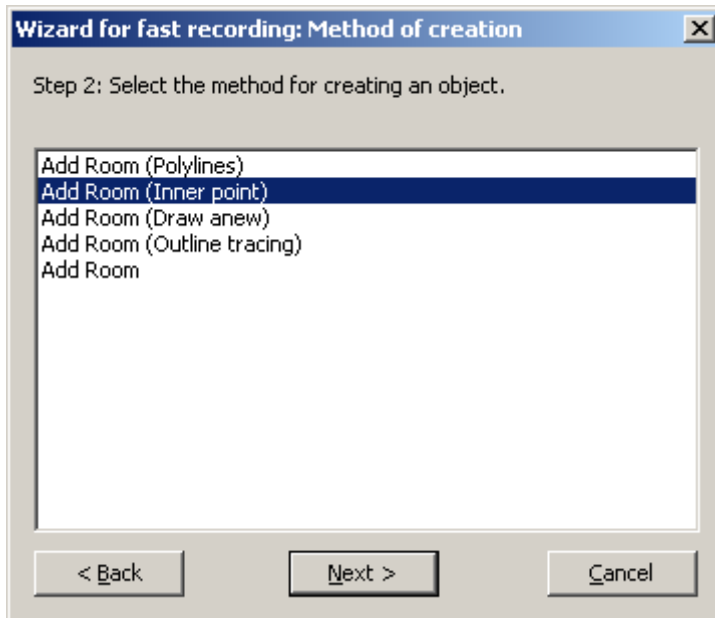 Wizard for fast recording: Method of creation
Step 2: Select the method for creating an object.
Add Room (Polylines)
Add Room (Inner point)
Add Room (Draw anew)
Add Room (Outline tracing)
Add Room
< Back Next > Cancel